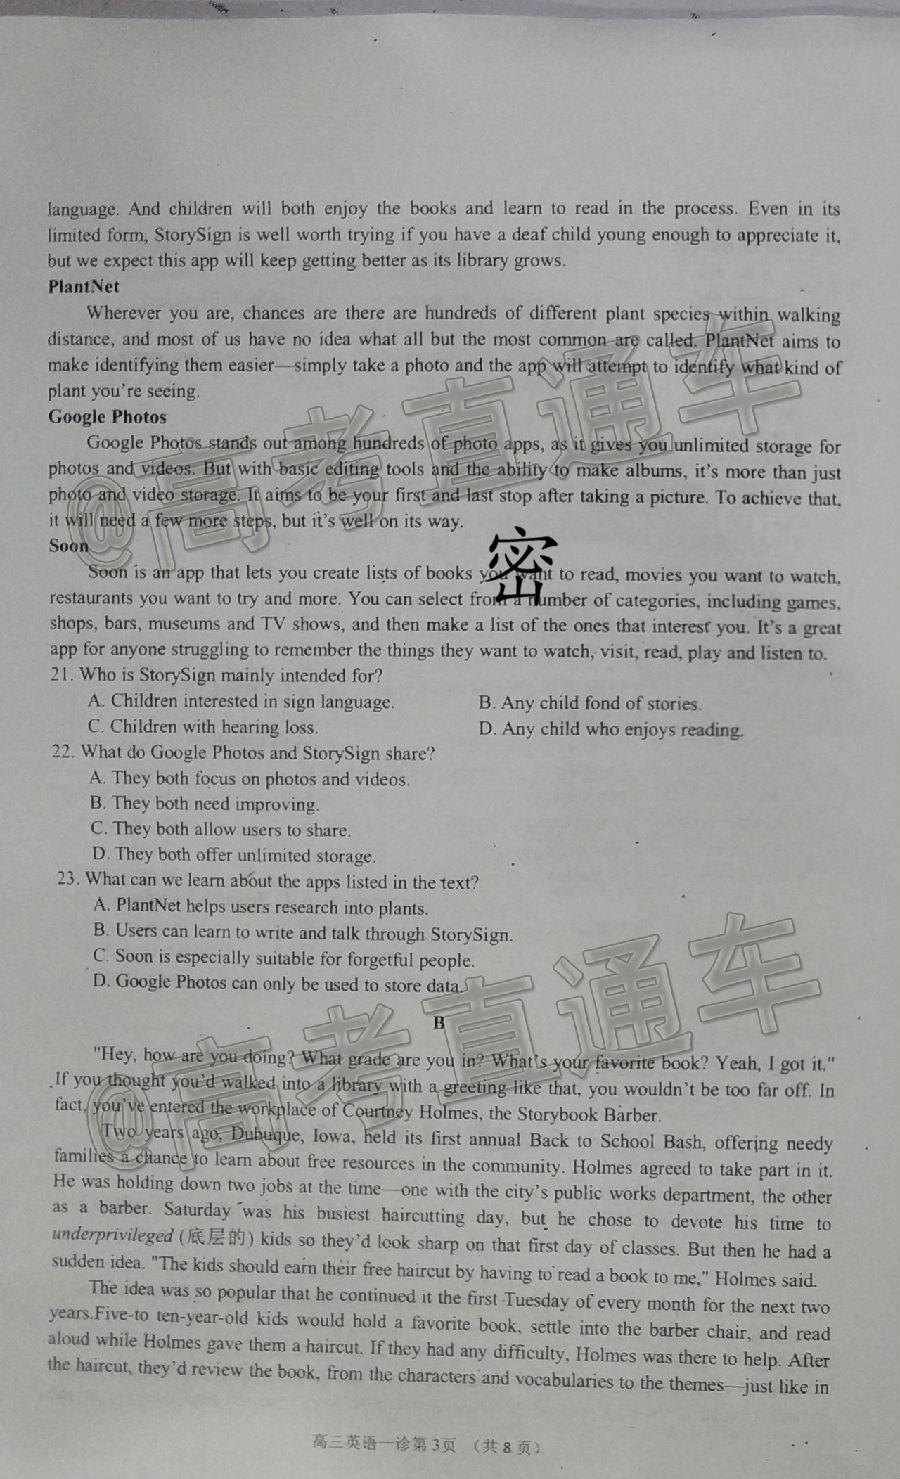 language. And children will both enjoy the books and learn to read in the process. Even in its
limited form, StorySign is well worth trying if you have a deaf child young enough to appreciate it,
but we expect this app will keep getting better as its library grows.
PlantNet
Wherever you are, chances are there are hundreds of different plant species within walking
distance, and most of us have no idea what all but the most common are called. PlantNet aims to
make identifying them easier—simply take a photo and the app will attempt to identify what kind of
plant you're seeing.
Google Photos
Google Photos stands out among hundreds of photo apps, as it gives you unlimited storage for
photos and videos. But with basic editing tools and the ability to make albums, it's more than just
photo and video storage. It aims to be your first and last stop after taking a picture. To achieve that,
it will need a few more steps, but it's well on its way.
@高考直通车
Soon
密
Soon is an app that lets you create lists of books you want to read, movies you want to watch,
restaurants you want to try and more. You can select from a number of categories, including games,
shops, bars, museums and TV shows, and then make a list of the ones that interest you. It's a great
app for anyone struggling to remember the things they want to watch, visit, read, play and listen to.
21. Who is StorySign mainly intended for?
A. Children interested in sign language. B. Any child fond of stories.
C. Children with hearing loss. D. Any child who enjoys reading.
22. What do Google Photos and StorySign share?
A. They both focus on photos and videos.
B. They both need improving.
C. They both allow users to share.
D. They both offer unlimited storage.
23. What can we learn about the apps listed in the text?
A. PlantNet helps users research into plants.
B. Users can learn to write and talk through StorySign.
C. Soon is especially suitable for forgetful people.
D. Google Photos can only be used to store data.
B
"Hey, how are you doing? What grade are you in? What's your favorite book? Yeah, I got it."
If you thought you'd walked into a library with a greeting like that, you wouldn't be too far off. In
fact, you've entered the workplace of Courtney Holmes, the Storybook Barber.
@高考直通车
Two years ago, Dubuque, Iowa, held its first annual Back to School Bash, offering needy
families a chance to learn about free resources in the community. Holmes agreed to take part in it.
He was holding down two jobs at the time—one with the city's public works department, the other
as a barber. Saturday was his busiest haircutting day, but he chose to devote his time to
underprivileged (底层的) kids so they'd look sharp on that first day of classes. But then he had a
sudden idea. "The kids should earn their free haircut by having to read a book to me," Holmes said.
The idea was so popular that he continued it the first Tuesday of every month for the next two
years.Five-to ten-year-old kids would hold a favorite book, settle into the barber chair, and read
aloud while Holmes gave them a haircut. If they had any difficulty, Holmes was there to help. After
the haircut, they'd review the book, from the characters and vocabularies to the themes—just like in
高三英语一诊第3页 （共8页）